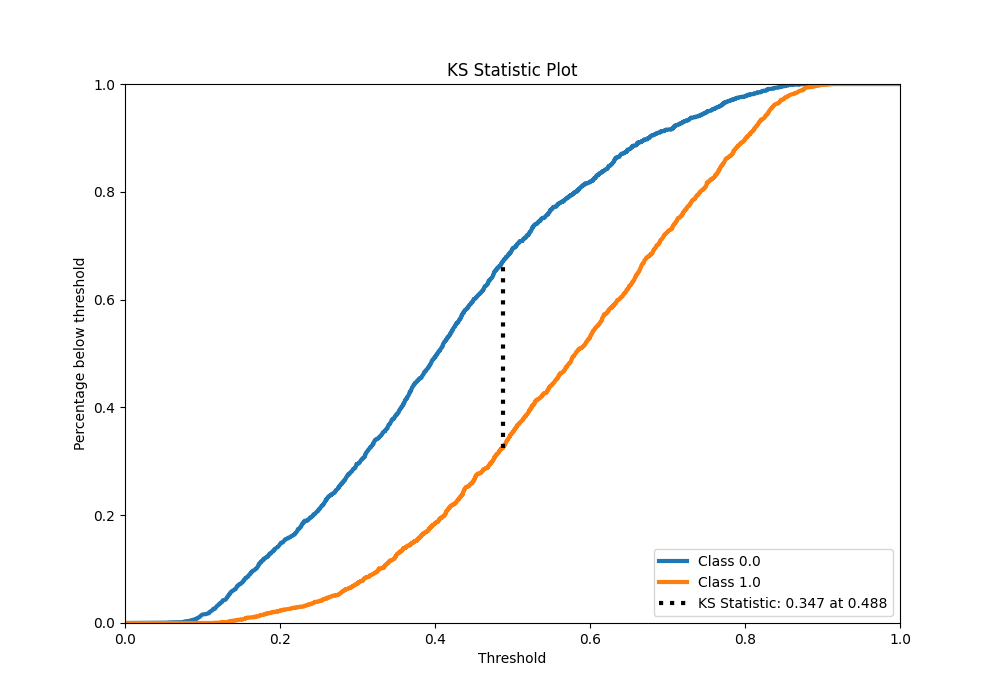 KS Statistic Plot
1.0
0.8
0.6
0.4
0.2
0.0
Percentage below threshold
Class 0.0
Class 1.0
KS Statistic: 0.347 at 0.488
0.0 0.2 0.4 0.6 0.8 1.0
Threshold